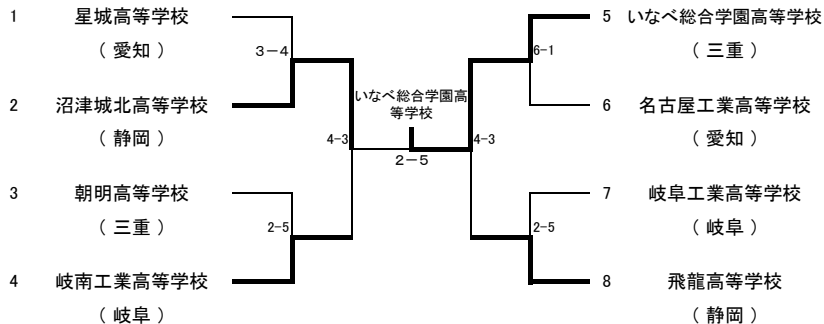 1 星城高等学校
（ 愛知 ）
3－4
2 沼津城北高等学校
（ 静岡 ）
4-3
3 朝明高等学校
（ 三重 ）
2-5
4 岐南工業高等学校
（ 岐阜 ）
いなべ総合学園高
等学校
2－5
5 いなべ総合学園高等学校
（ 三重 ）
6-1
6 名古屋工業高等学校
（ 愛知 ）
4-3
7 岐阜工業高等学校
（ 岐阜 ）
2-5
8 飛龍高等学校
（ 静岡 ）